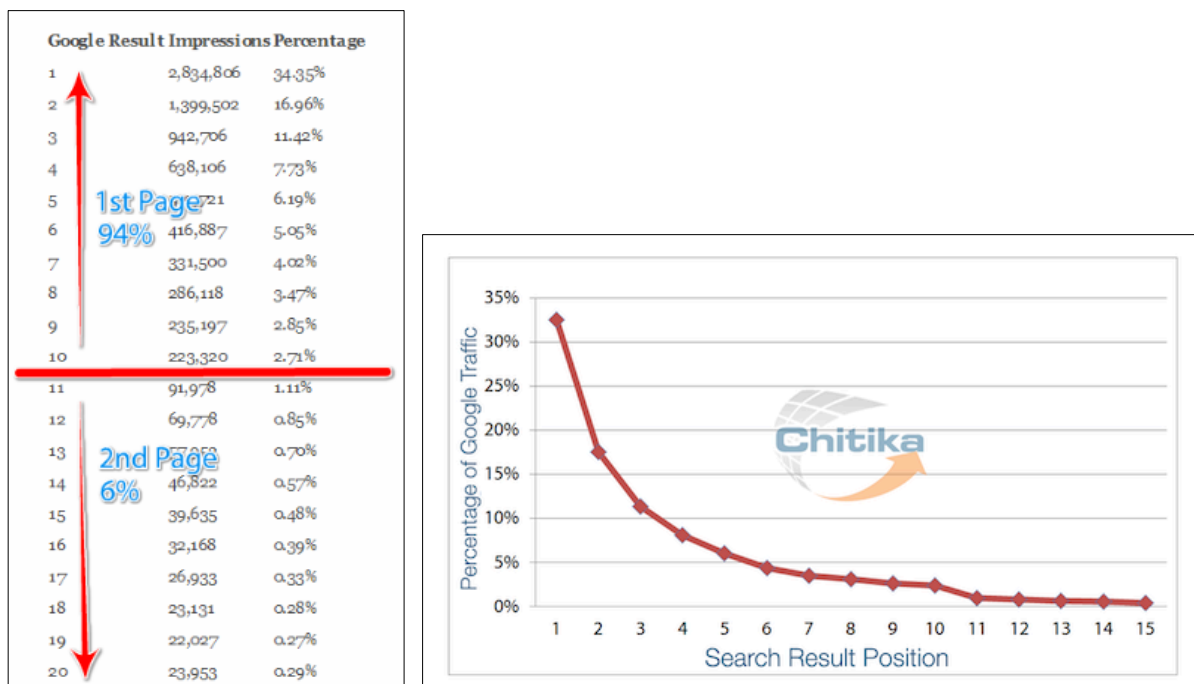 Google Result Impressions Percentage
1 2,834,806 34.35%
2 1,399,502 16.96%
3 942,706 11.42%
4 638,106 7.73%
5 721 6.19%
1st Page
94%
6 416,887 5.05%
7 331,500 4.02%
8 286,118 3.47%
9 235,197 2.85%
10 223,320 2.71%
11 91,978 1.11%
12 69,778 0.85%
13 0.70%
2nd Page
6%
14 46,822 0.57%
15 39,635 0.48%
16 32,168 0.39%
17 26,933 0.33%
18 23,131 0.28%
19 22,027 0.27%
20 23,953 0.29%
Percentage of Google Traffic
35%
30%
25%
20%
15%
10%
5%
0%
Chitika
1 2 3 4 5 6 7 8 9 10 11 12 13 14 15
Search Result Position